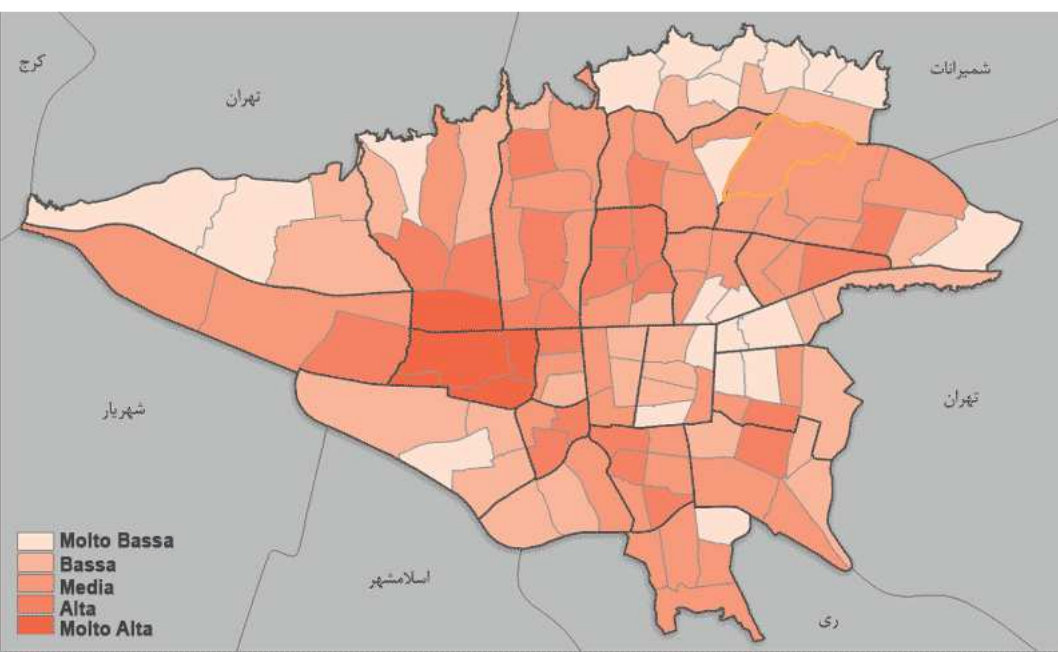 کرج
تهران
شمیرانات
شهریار
تهران
اسلامشهر
ری
Molto Bassa
Bassa
Media
Alta
Molto Alta